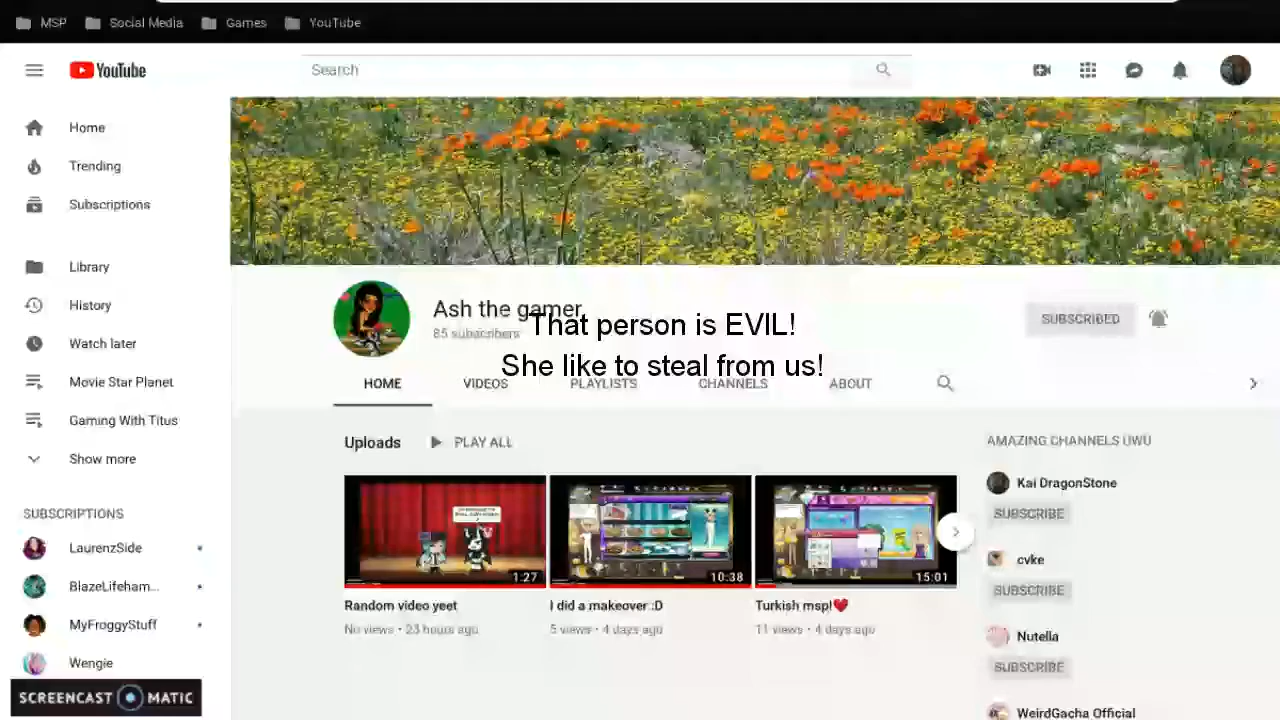 MSP Social Media Games YouTube
YouTube
Search
Home
Trending
Subscriptions
Library
History
Watch later
Movie Star Planet
Gaming With Titus
Show more
SUBSCRIPTIONS
LaurenzSide
BlazeLifeham...
MyFroggyStuff
Wengie
SCREENCAST MATIC
Ash the gamer
85 subscribers
That person is EVIL!
She like to steal from us!
SUBSCRIBED
HOME VIDEOS PLAYLISTS CHANNELS ABOUT
Uploads PLAY ALL
1:27
10:38
15:01
Random video yeet
No views • 23 hours ago
I did a makeover :D
5 views • 4 days ago
Turkish msp!❤
11 views • 4 days ago
AMAZING CHANNELS UWU
Kai DragonStone
SUBSCRIBE
cvke
SUBSCRIBE
Nutella
SUBSCRIBE
WeirdGacha Official